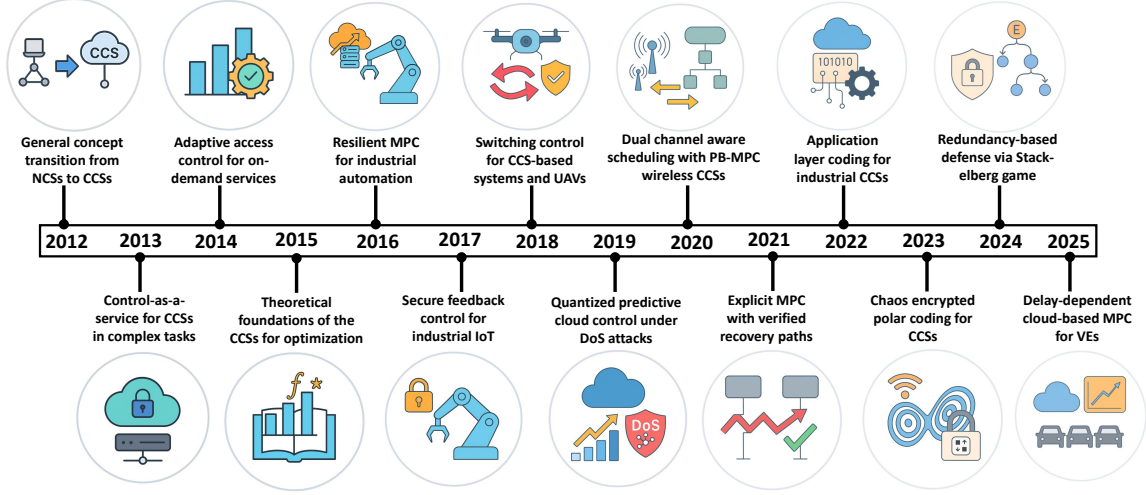 CCS
E
101010
General concept
transition from
NCSs to CCSs
Adaptive access
control for on-
demand services
Resilient MPC
for industrial
automation
Switching control
for CCS-based
systems and UAVs
Dual channel aware
scheduling with PB-MPC
wireless CCSs
Application
layer coding for
industrial CCSs
Redundancy-based
defense via Stack-
elberg game
2012 2013 2014 2015 2016 2017 2018 2019 2020 2021 2022 2023 2024 2025
Control-as-a-
service for CCSs
in complex tasks
Theoretical
foundations of the
CCSs for optimization
Secure feedback
control for
industrial IoT
Quantized predictive
cloud control under
DoS attacks
Explicit MPC
with verified
recovery paths
Chaos encrypted
polar coding for
CCSs
Delay-dependent
cloud-based MPC
for VEs
f
DoS